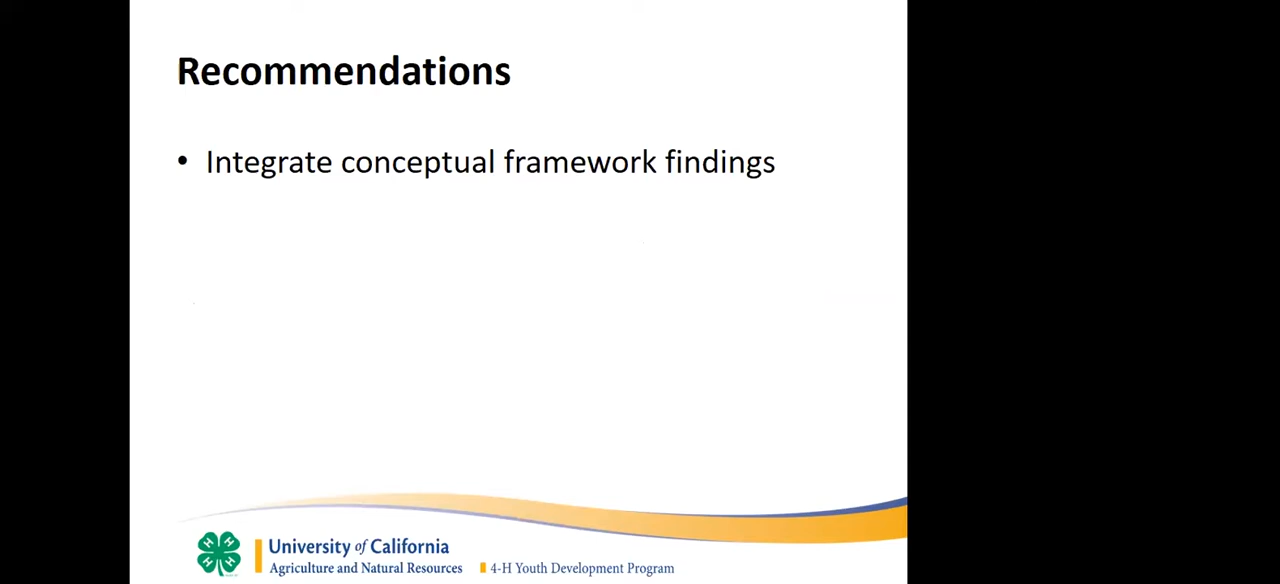 Recommendations
• Integrate conceptual framework findings
H H
H H
University of California
Agriculture and Natural Resources
4-H Youth Development Program